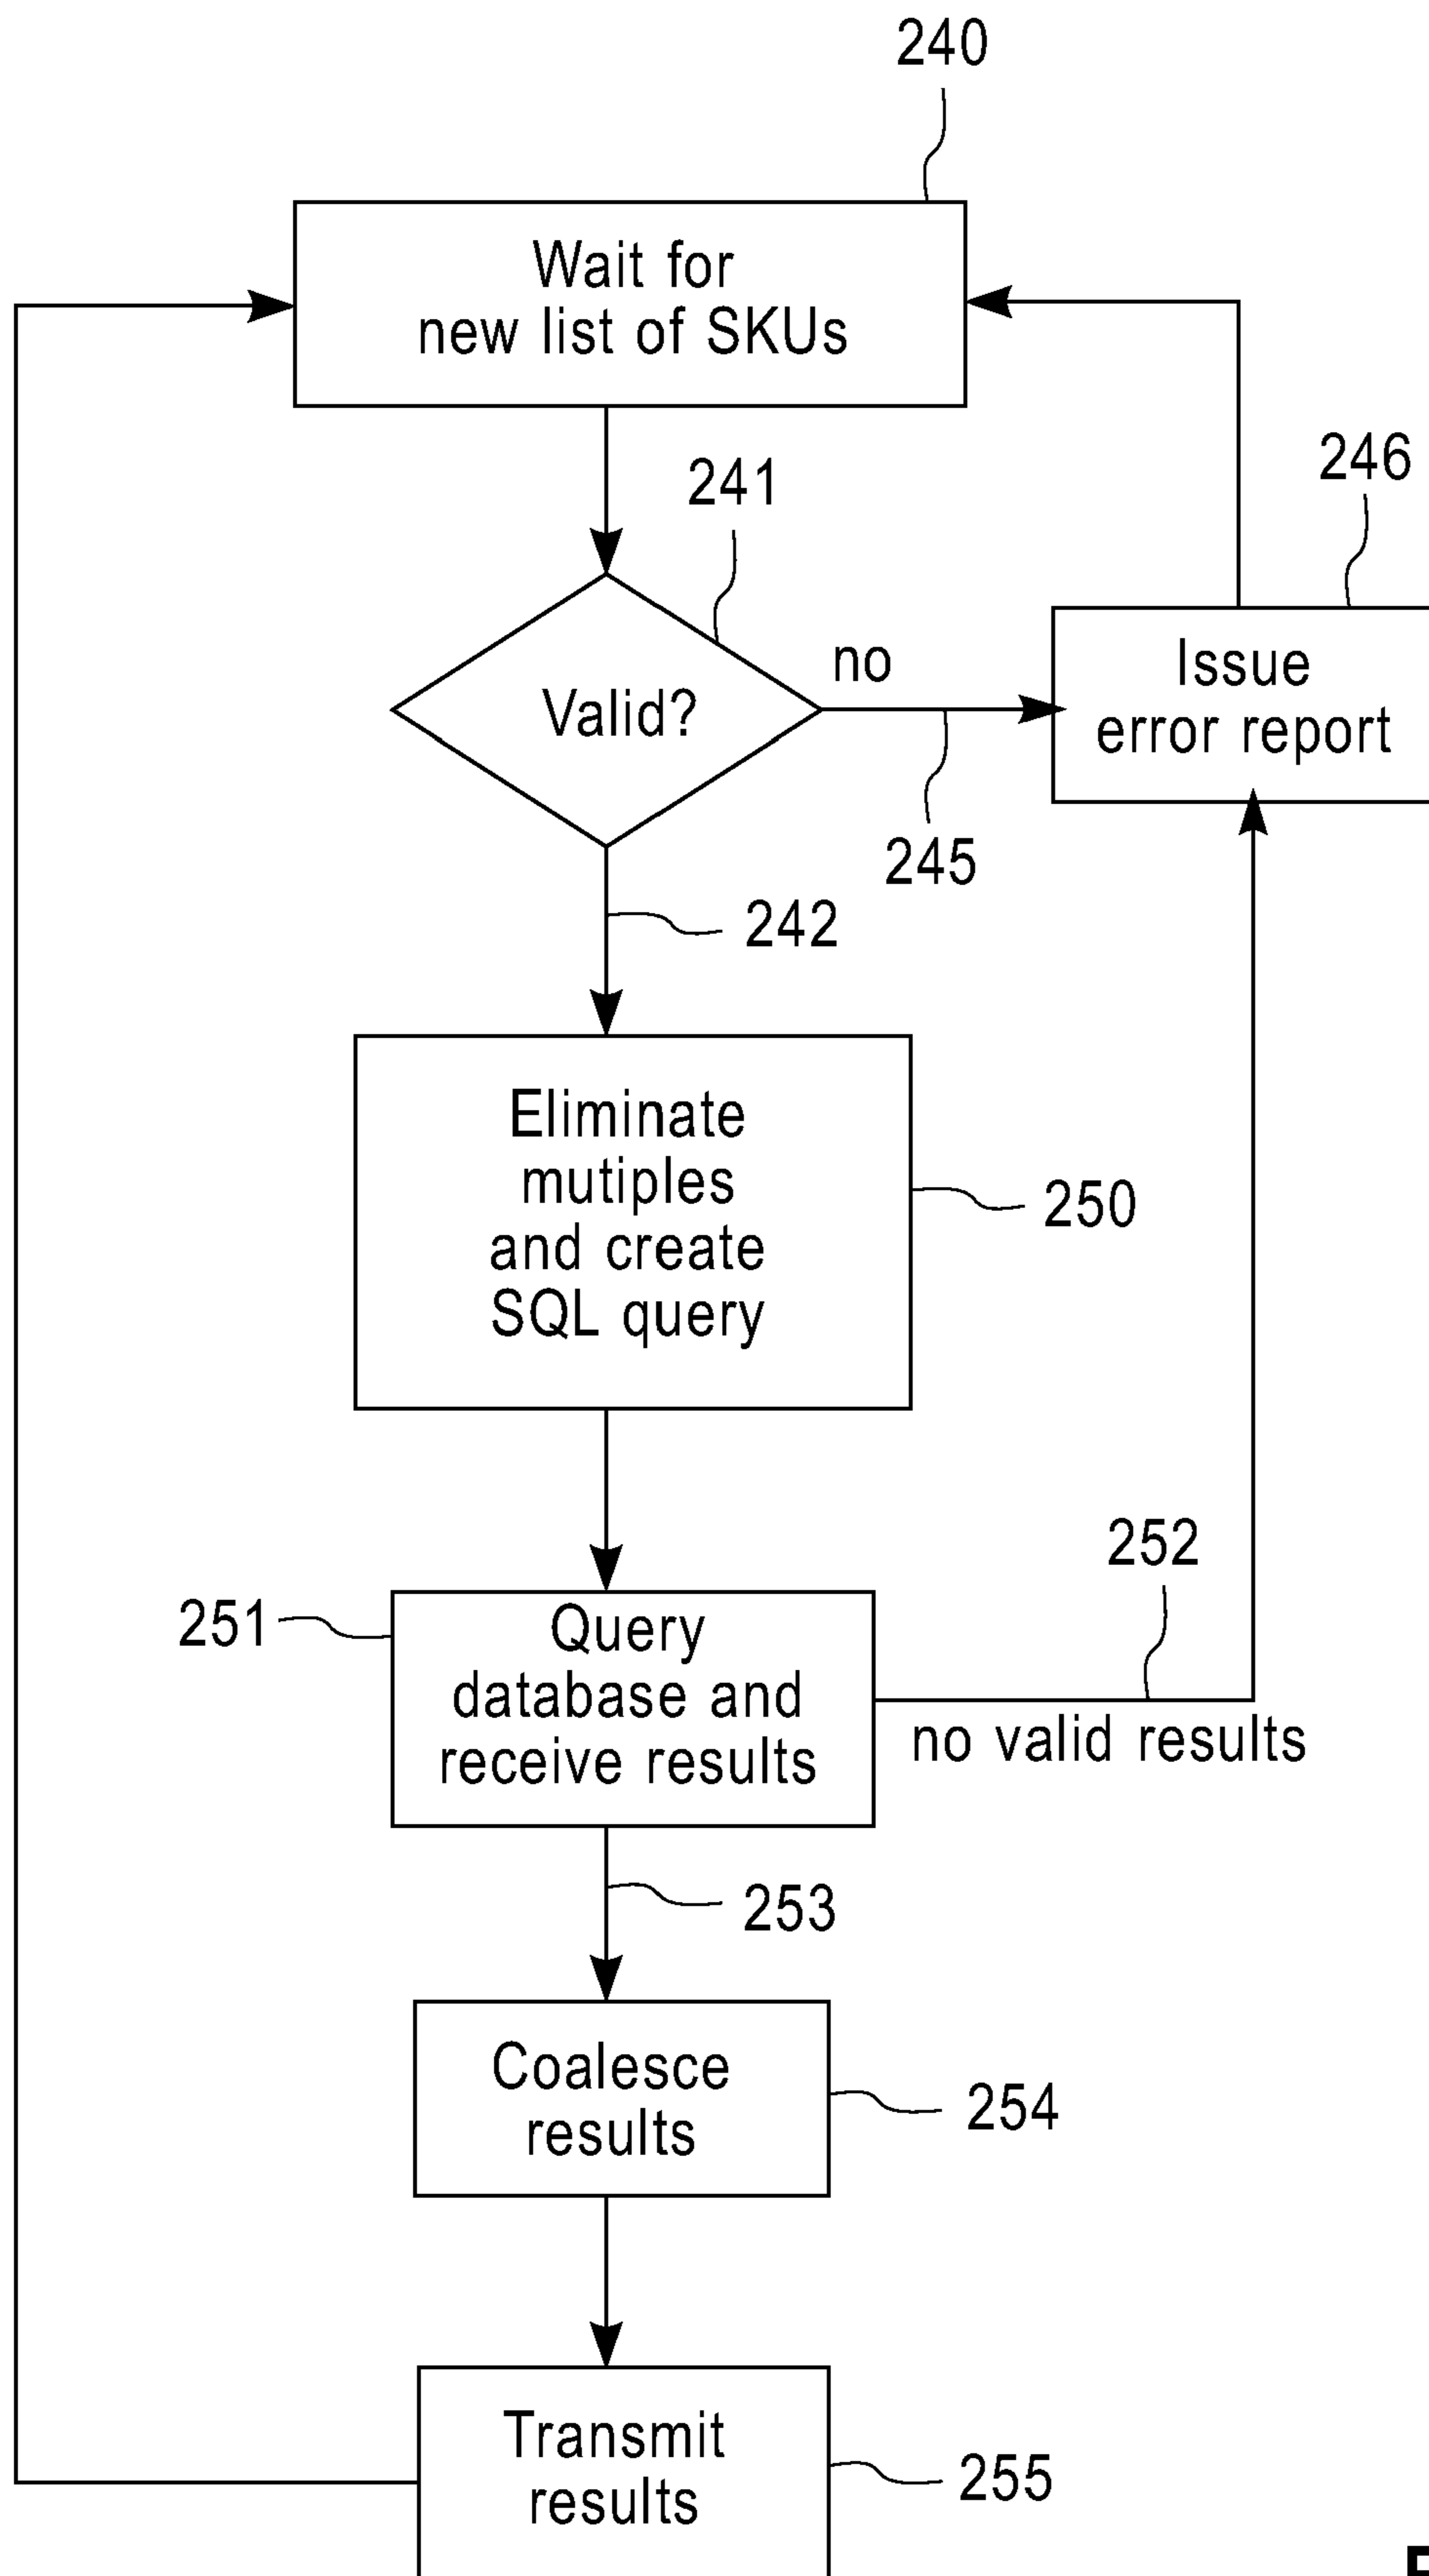 240
Wait for
new list of SKUs
241
246
no
Issue
error report
Valid?
245
242
Eliminate
mutiples
and create
SQL query
250
252
251
Query
database and
receive results
no valid results
253
Coalesce
results
254
Transmit
results
255